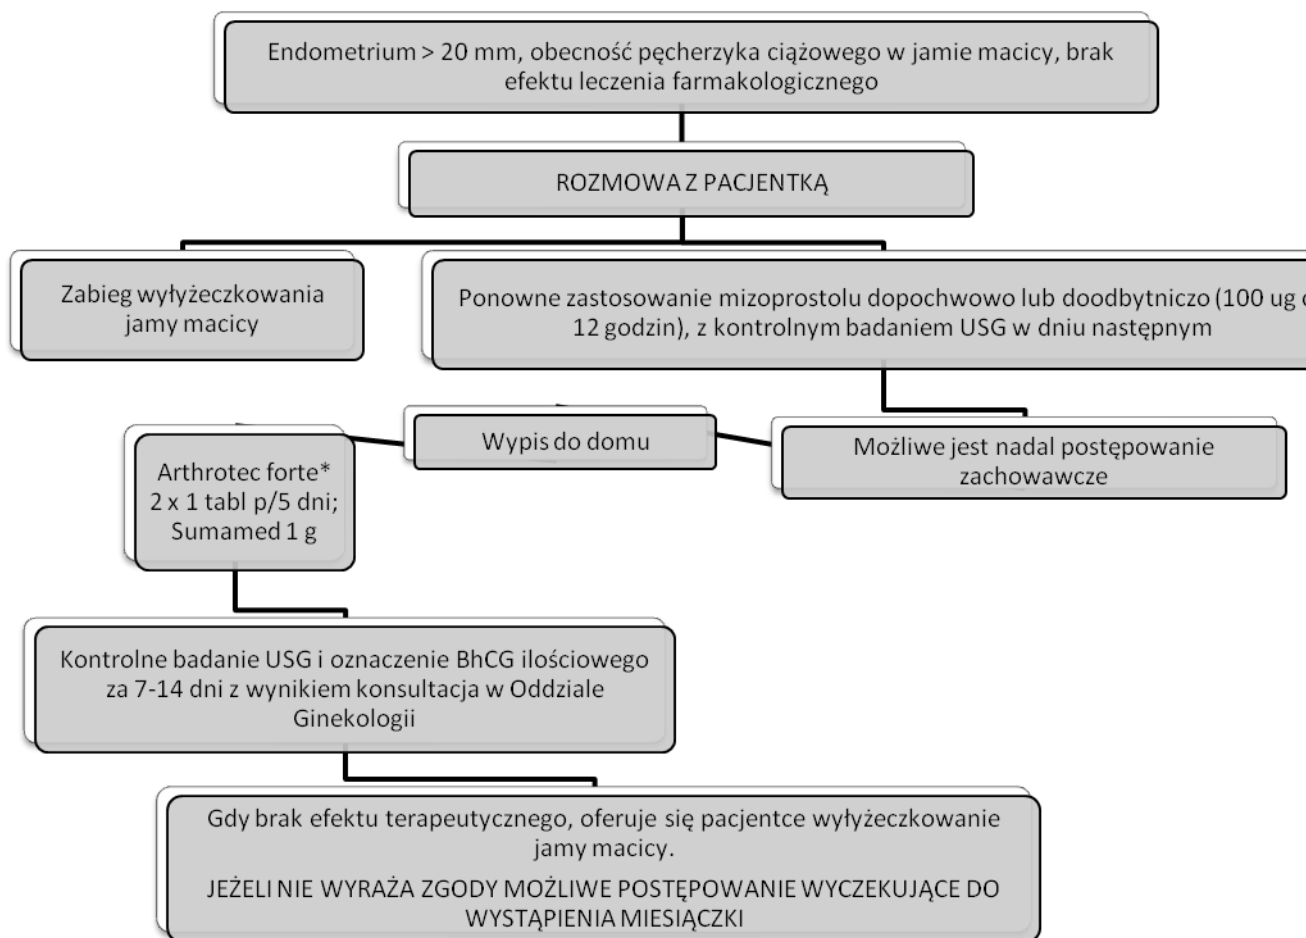 Endometrium > 20 mm, obecność pęcherzyka ciążowego w jamie macicy, brak
efektu leczenia farmakologicznego
ROZMOWA Z PACJENTKĄ
Zabieg wyłyżeczkowania
jamy macicy
Ponowne zastosowanie mizoprostolu dopochwowo lub doodbytniczo (100 ug
12 godzin), z kontrolnym badaniem USG w dniu następnym
Wypis do domu
Możliwe jest nadal postępowanie
zachowawcze
Arthrotec forte*
2 x 1 tabl p/5 dni;
Sumamed 1 g
Kontrolne badanie USG i oznaczenie BhCG ilościowego
za 7-14 dni z wynikiem konsultacja w Oddziale
Ginekologii
Gdy brak efektu terapeutycznego, oferuje się pacjentce wyłyżeczkowanie
jamy macicy.
JEŻELI NIE WYRAŻA ZGODY MOŻLIWE POSTĘPOWANIE WYCZEKUJĄCE DO
WYSTĄPIENIA MIESIĄCZKI